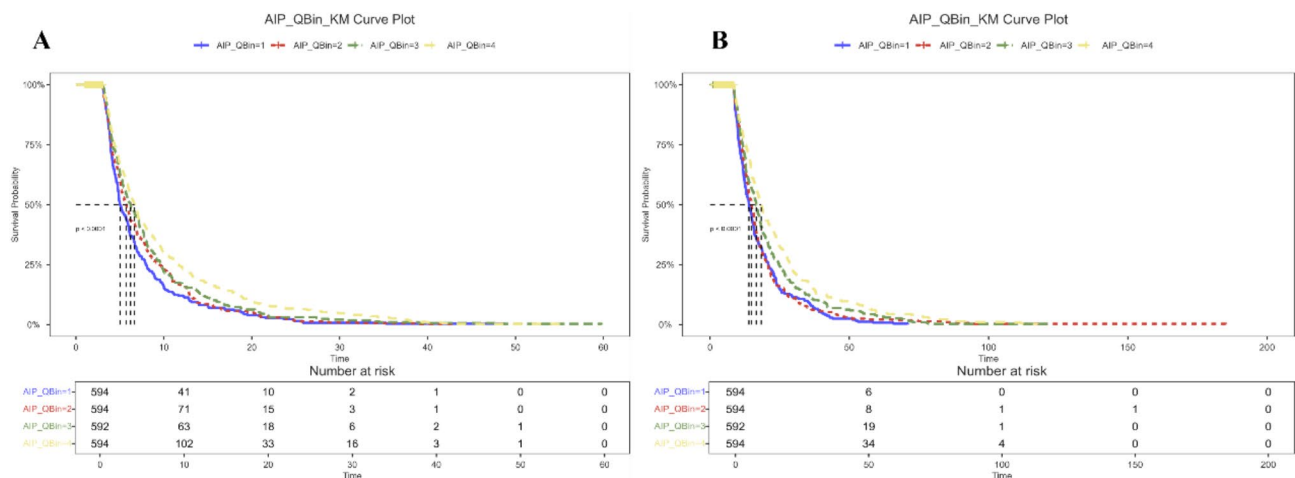 A
AIP_QBin_KM Curve Plot
AIP_QBin=1 AIP_QBin=2 AIP_QBin=3 AIP_QBin=4
Survival Probability
100%
75%
50%
p < 0.0001
25%
0%
0 10 20 30 40 50 60
Time
Number at risk
AIP_QBin=1 594 41 10 2 1 0 0
AIP_QBin=2 594 71 15 3 1 0 0
AIP_QBin=3 592 63 18 6 2 1 0
AIP_QBin=4 594 102 33 16 3 1 0
0 10 20 30 40 50 60
Time
B
AIP_QBin_KM Curve Plot
AIP_QBin=1 AIP_QBin=2 AIP_QBin=3 AIP_QBin=4
Survival Probability
100%
75%
50%
p < 0.0001
25%
0%
0 50 100 150 200
Time
Number at risk
AIP_QBin=1 594 6 0 0 0
AIP_QBin=2 594 8 1 1 0
AIP_QBin=3 592 19 1 0 0
AIP_QBin=4 594 34 4 0 0
0 50 100 150 200
Time